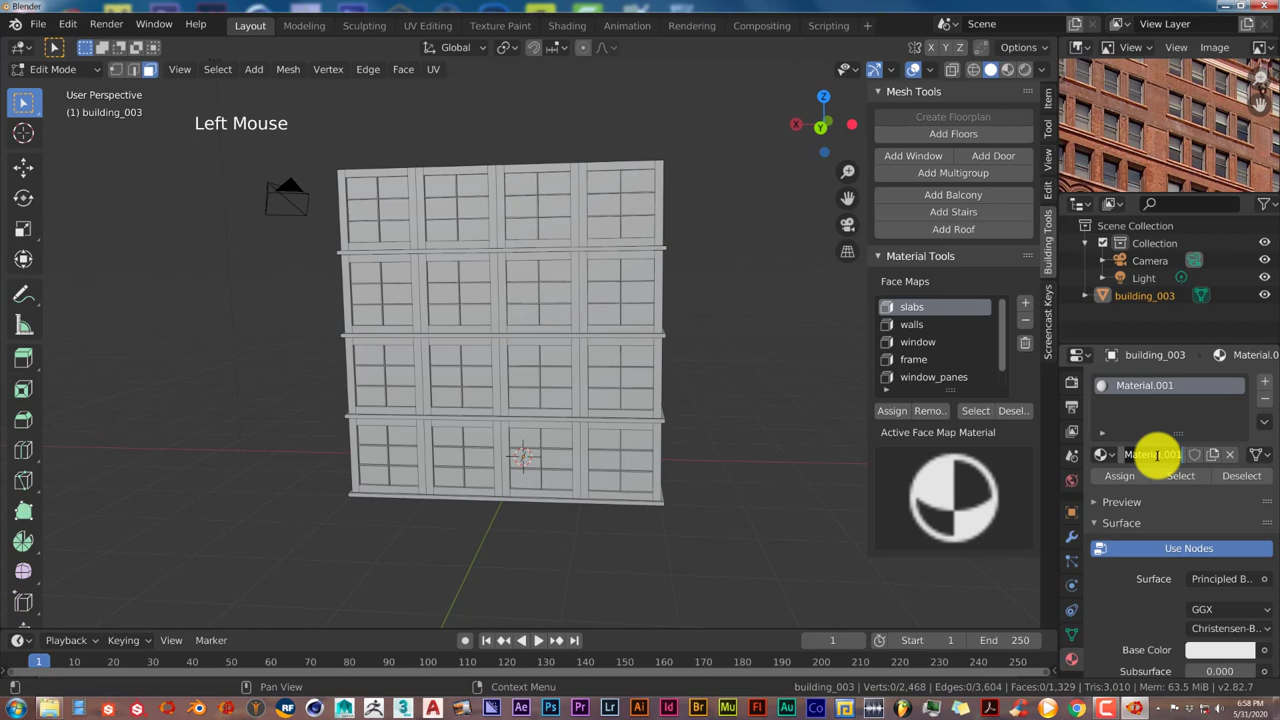 Blender
File Edit Render Window Help Layout Modeling Sculpting UV Editing Texture Paint Shading Animation Rendering Compositing Scripting + Scene View Layer
Global X Y Z Options View View Image
Edit Mode View Select Add Mesh Vertex Edge Face UV
User Perspective
(1) building_003
Left Mouse
Z
X
Y
Item
Tool
View
Edit
Building Tools
Screencast Keys
Mesh Tools
Create Floorplan
Add Floors
Add Window Add Door
Add Multigroup
Add Balcony
Add Stairs
Add Roof
Material Tools
Face Maps
slabs
walls
window
frame
window_panes
Assign Remo.. Select Desel..
Active Face Map Material
Scene Collection
Collection
Camera
Light
building_003
building_003 Material.0
Material.001
Material.001
Assign Select Deselect
Preview
Surface
Use Nodes
Surface Principled B..
GGX
Christensen-B..
Base Color
Subsurface 0.000
Playback Keying View Marker 1 Start 1 End 250
1 10 20 30 40 50 60 70 80 90 100 110 120 130 140 150 160 170 180 190 200 210 220 230 240 250
Pan View Context Menu building_003 | Verts:0/2,468 | Edges:0/3,604 | Faces:0/1,329 | Tris:3,010 | Mem: 63.5 MiB | v2.82.7
6:58 PM
5/31/2020